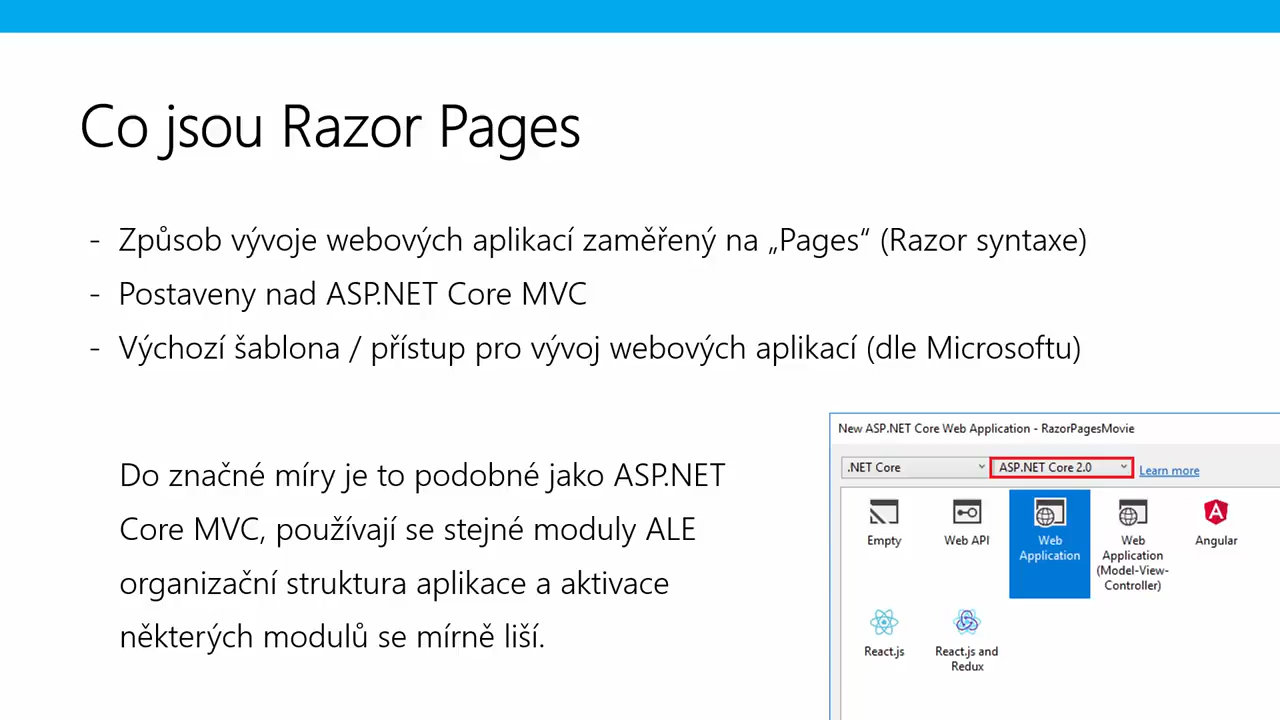 Co jsou Razor Pages
- Způsob vývoje webových aplikací zaměřený na „Pages“ (Razor syntaxe)
- Postaveny nad ASP.NET Core MVC
- Výchozí šablona / přístup pro vývoj webových aplikací (dle Microsoftu)
Do značné míry je to podobné jako ASP.NET
Core MVC, používají se stejné moduly ALE
organizační struktura aplikace a aktivace
některých modulů se mírně liší.
New ASP.NET Core Web Application - RazorPagesMovie
.NET Core
ASP.NET Core 2.0
Learn more
Empty
Web API
Web
Application
Web
Application
(Model-View-
Controller)
Angular
React.js
React.js and
Redux